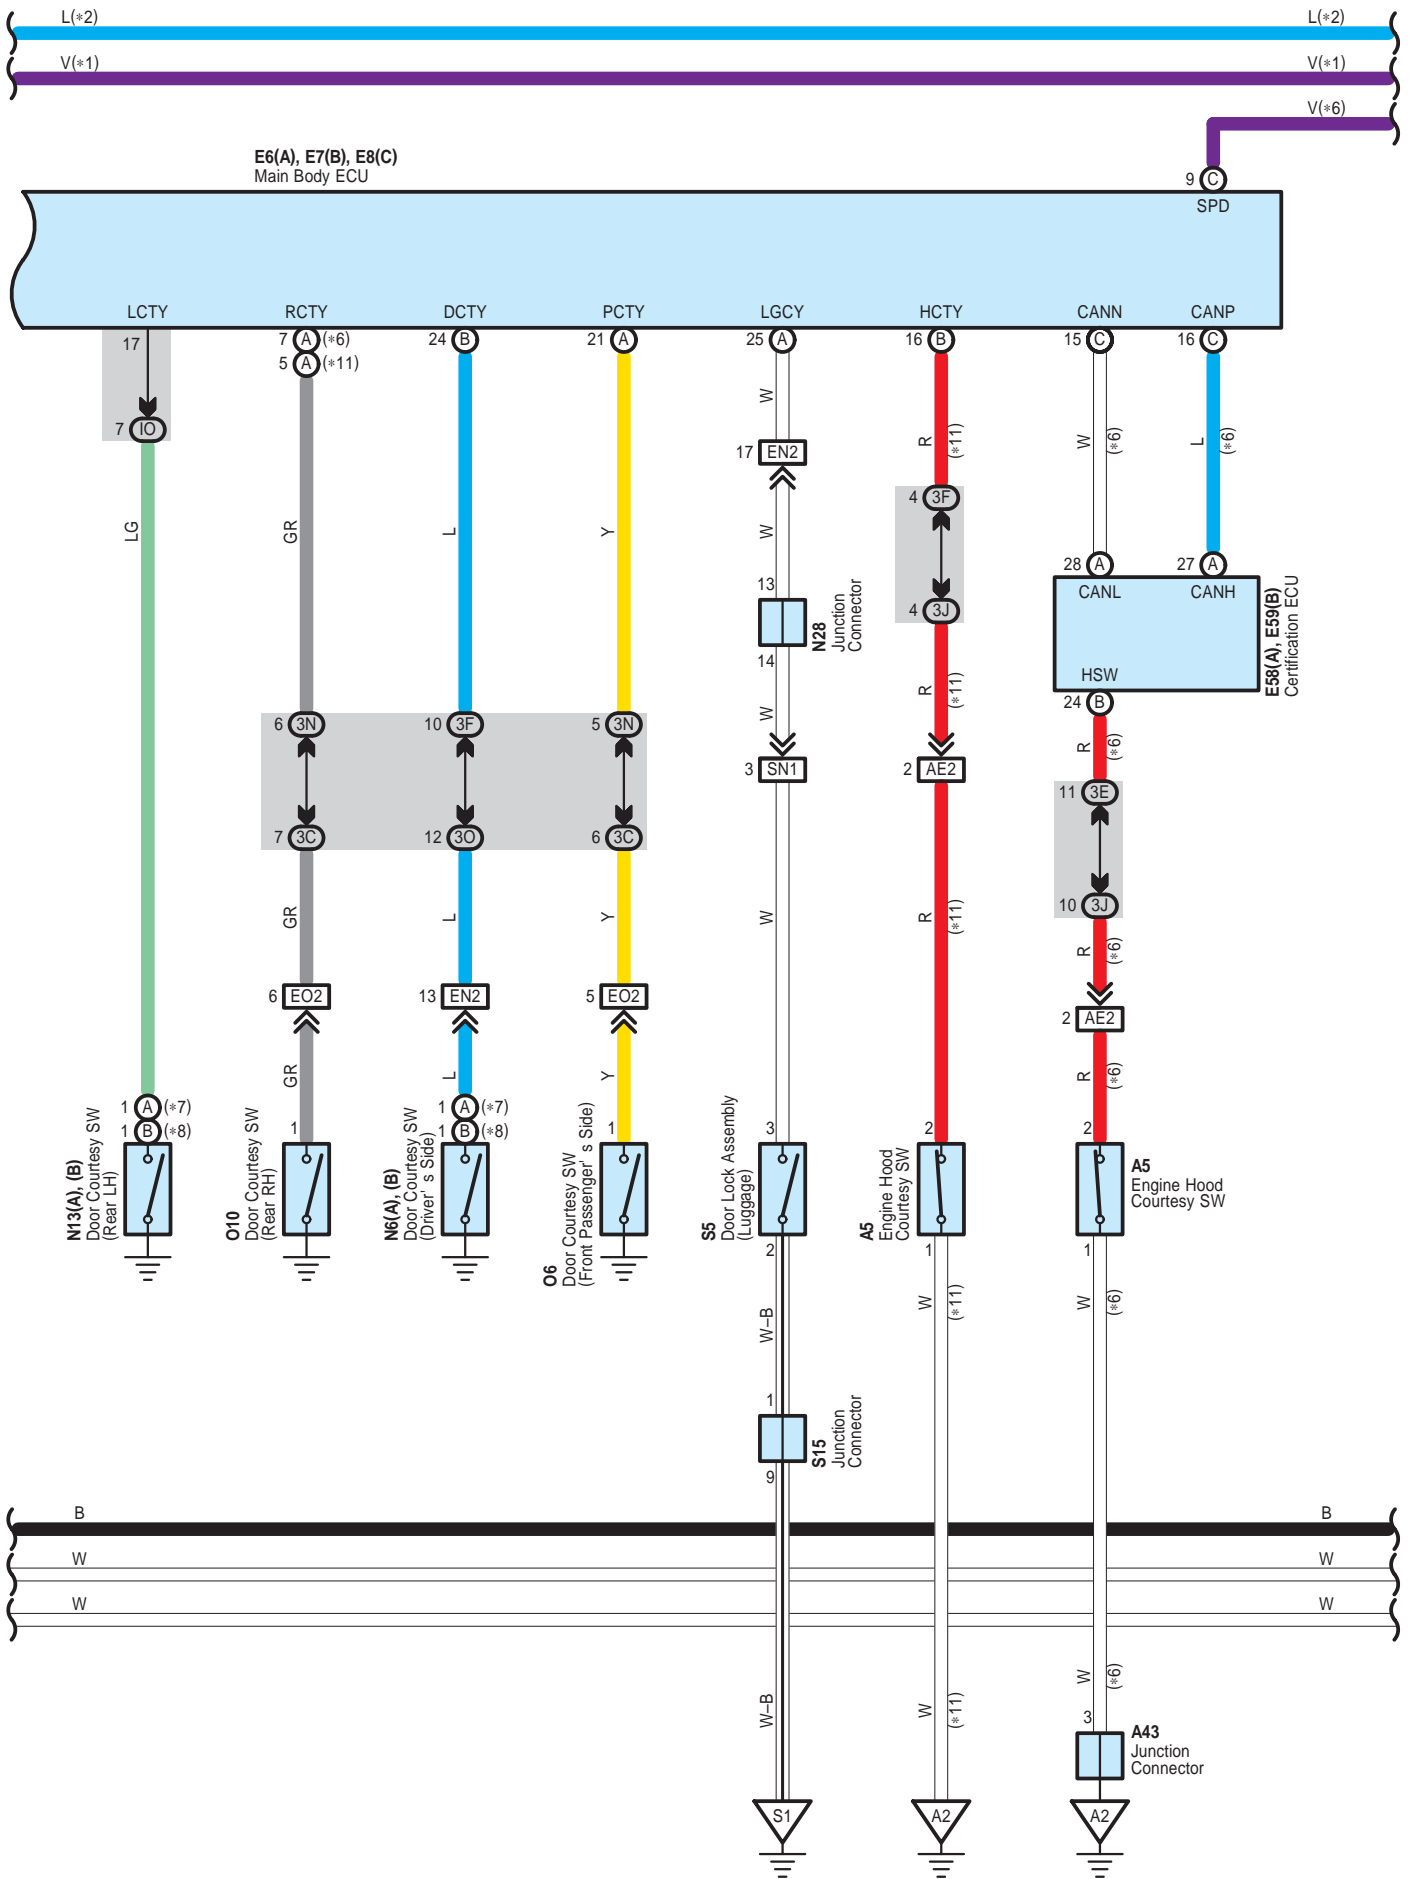 L(*2) L(*2)
V(*1) V(*1)
V(*6)
E6(A), E7(B), E8(C)
Main Body ECU
9 C
SPD
LCTY RCTY DCTY PCTY LGCY HCTY CANN CANP
17 7 A (*6) 24 B 21 A 25 A 16 B 15 C 16 C
5 A (*11)
W
7 IO
R (*11) W (*6) L (*6)
17 EN2
4 3F
LG GR L Y W
28 A 27 A
CANL CANH
13
4 3J
N28
Junction
Connector
E58(A), E59(B)
Certification ECU
14
HSW
R (*11)
24 B
W
6 3N 10 3F 5 3N
R (*6)
3 SN1 2 AE2
11 3E
7 3C 12 3O 6 3C
10 3J
GR L Y W R (*11)
R (*6)
6 EO2 13 EN2 5 EO2
2 AE2
GR L Y R (*6)
1 A (*7) 1 A (*7)
1 B (*8) 1 1 B (*8) 1 3 2 2
N13(A), (B)
Door Courtesy SW
(Rear LH)
O10
Door Courtesy SW
(Rear RH)
N6(A), (B)
Door Courtesy SW
(Driver' s Side)
O6
Door Courtesy SW
(Front Passenger' s Side)
S5
Door Lock Assembly
(Luggage)
A5
Engine Hood
Courtesy SW
A5
Engine Hood
Courtesy SW
2 1 1
W-B W (*11) W (*6)
1
S15
Junction
Connector
9
B B
W W
W W
W (*6)
W-B W (*11)
3
A43
Junction
Connector
S1 A2 A2